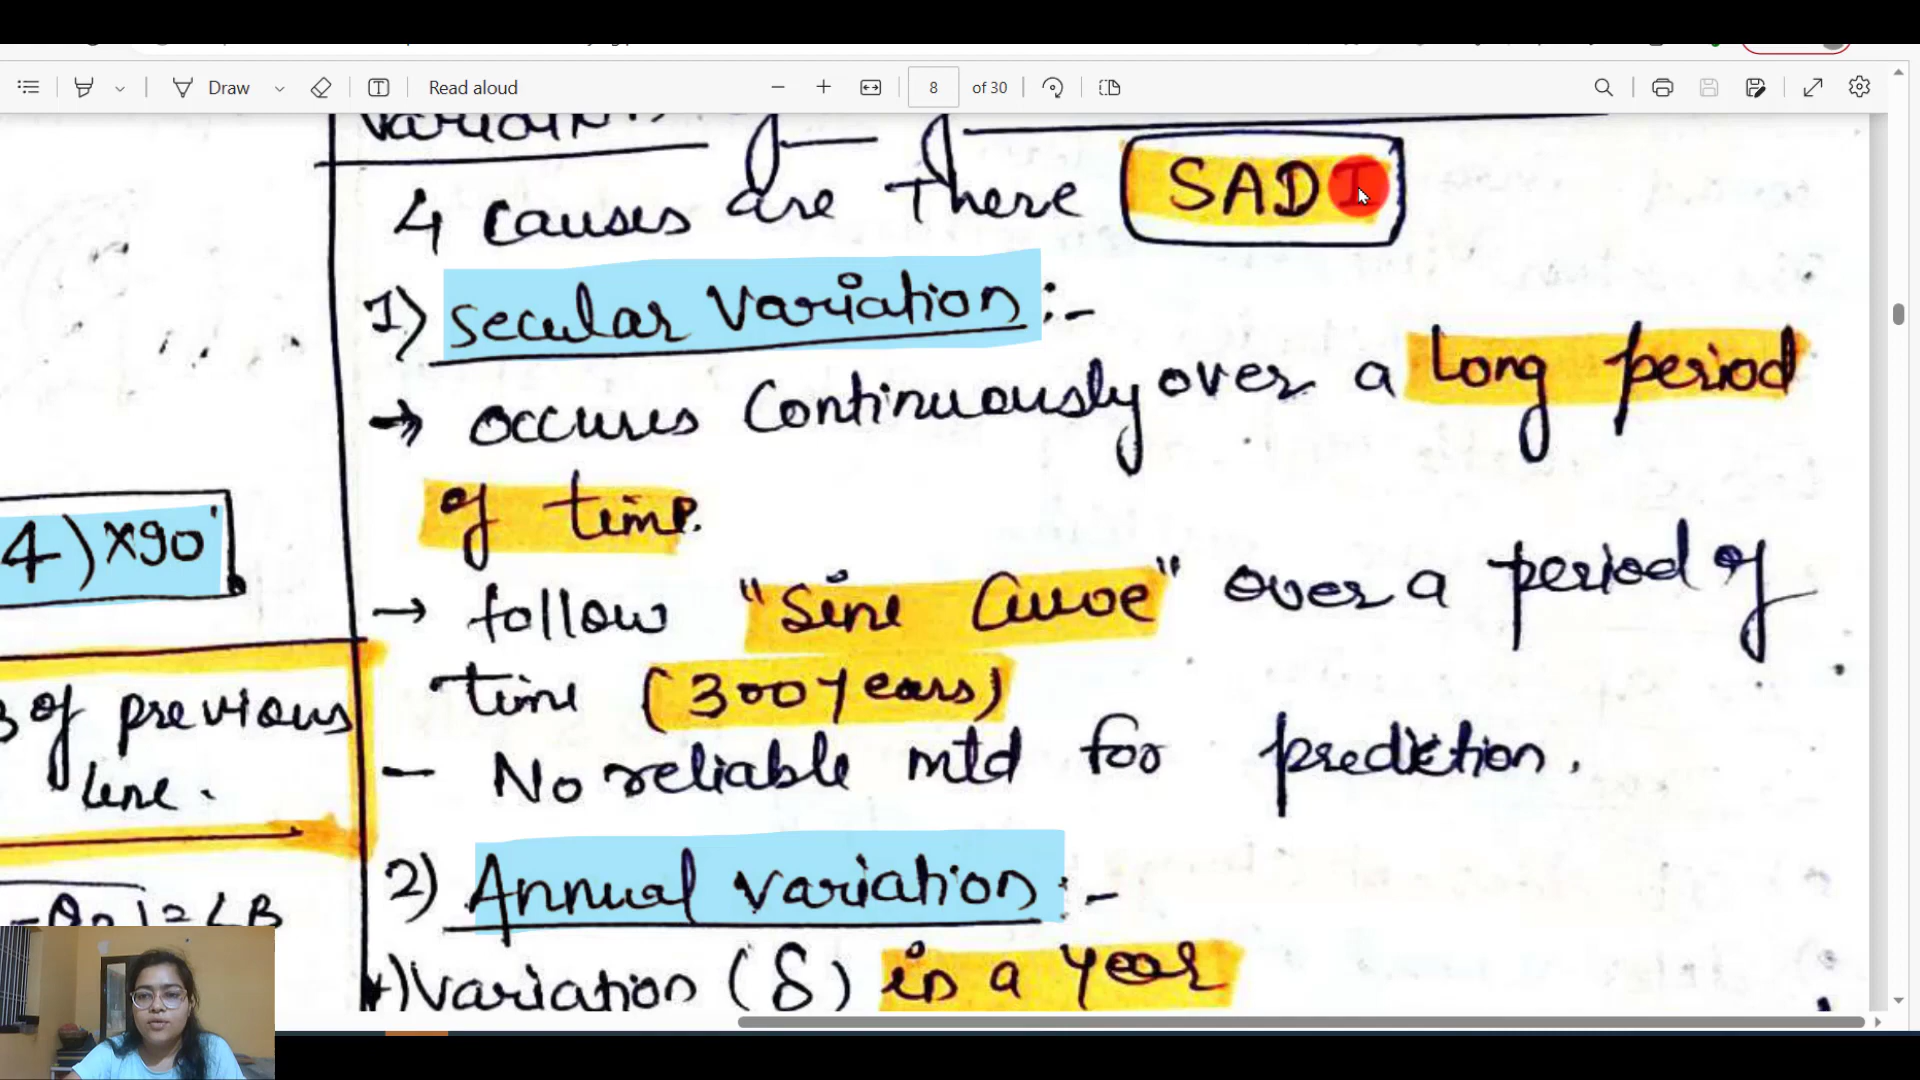 Draw
Read aloud
8 of 30
4 causes are There SADI
1) Secular Variation :-
→ occures Continuously over a long period
of time.
→ follow "Sine Curve" over a period of
time (300 years)
- No reliable mtd for prediction.
2) Annual variation :-
Variation (δ) in a year
4) x90°
of previous
line.
= ∠B